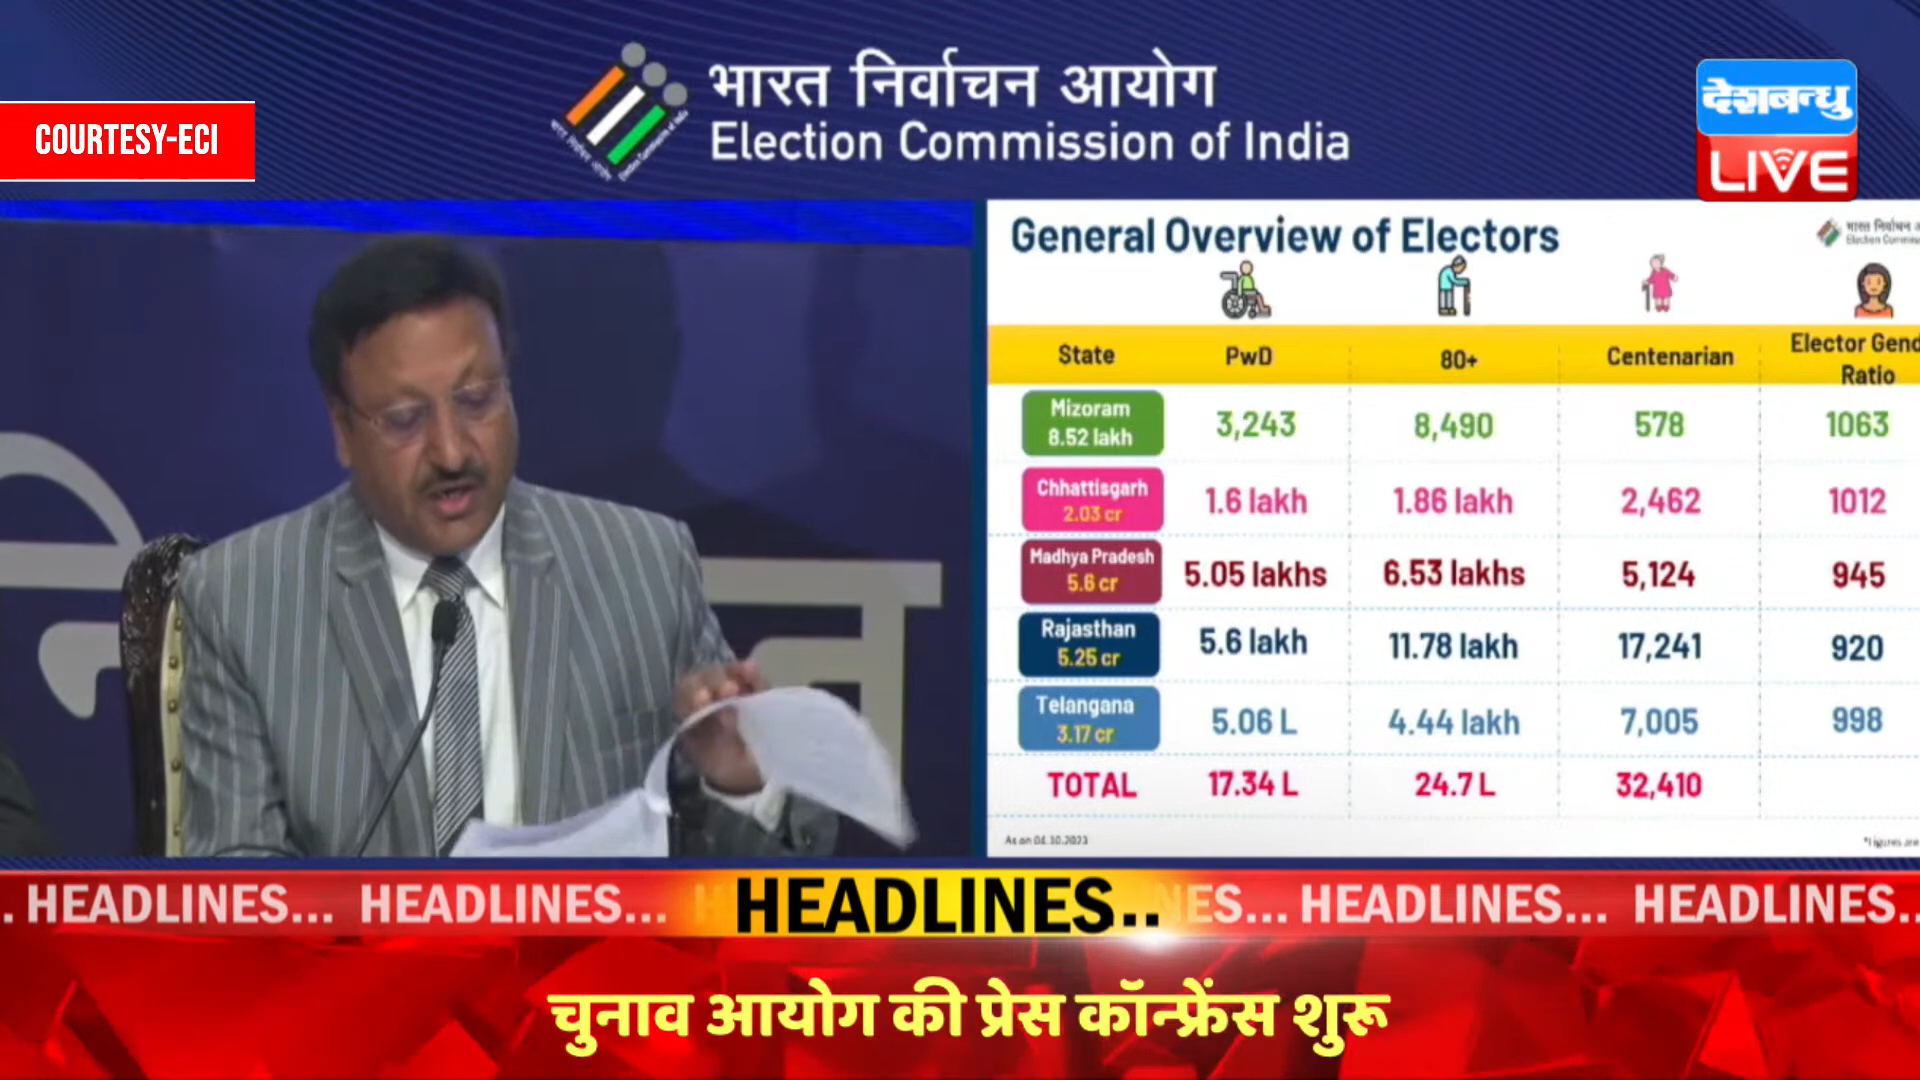 भारत निर्वाचन आयोग
Election Commission of India
COURTESY-ECI
देशबन्धु
LIVE
General Overview of Electors
State PwD 80+ Centenarian Elector Gend
Ratio
Mizoram
8.52 lakh 3,243 8,490 578 1063
Chhattisgarh
2.03 cr 1.6 lakh 1.86 lakh 2,462 1012
Madhya Pradesh
5.6 cr 5.05 lakhs 6.53 lakhs 5,124 945
Rajasthan
5.25 cr 5.6 lakh 11.78 lakh 17,241 920
Telangana
3.17 cr 5.06 L 4.44 lakh 7,005 998
TOTAL 17.34 L 24.7 L 32,410
As on 04.10.2023
. HEADLINES... HEADLINES... HEADLINES.. NES... HEADLINES... HEADLINES..
चुनाव आयोग की प्रेस कॉन्फ्रेंस शुरू